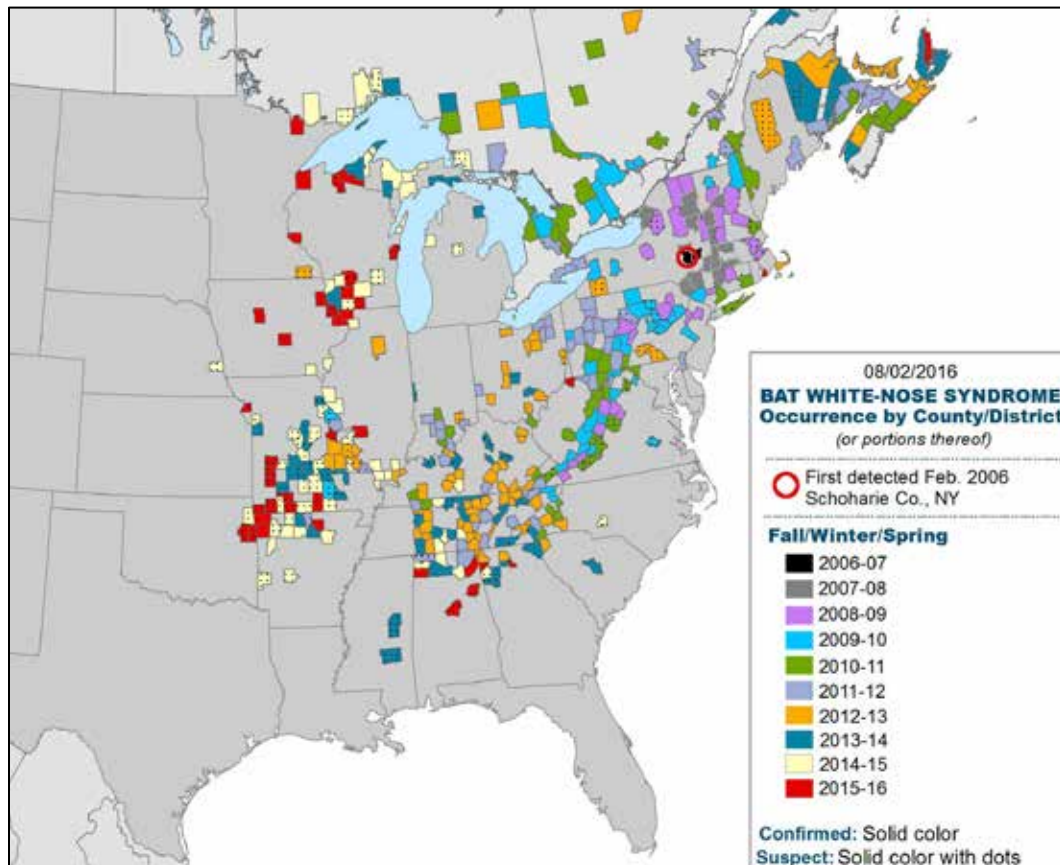 08/02/2016
BAT WHITE-NOSE SYNDROME
Occurrence by County/District
(or portions thereof)
First detected Feb. 2006
Schoharie Co., NY
Fall/Winter/Spring
2006-07
2007-08
2008-09
2009-10
2010-11
2011-12
2012-13
2013-14
2014-15
2015-16
Confirmed: Solid color
Suspect: Solid color with dots